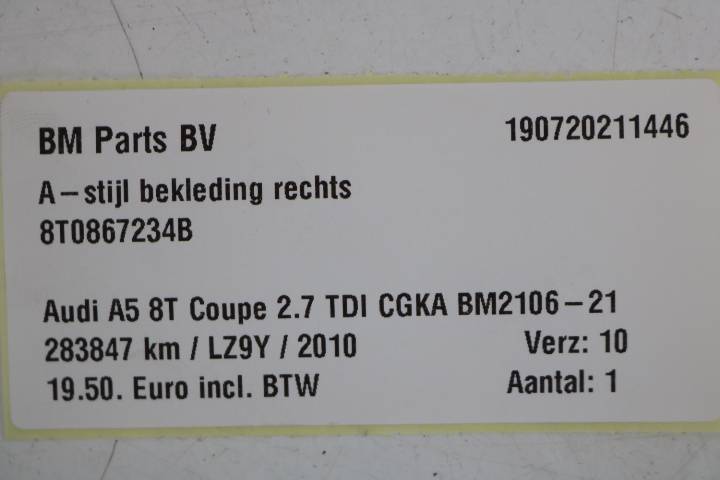 BM Parts BV 190720211446
A-stijl bekleding rechts
8T0867234B
Audi A5 8T Coupe 2.7 TDI CGKA BM2106-21
283847 km / LZ9Y / 2010 Verz: 10
19.50. Euro incl. BTW Aantal: 1